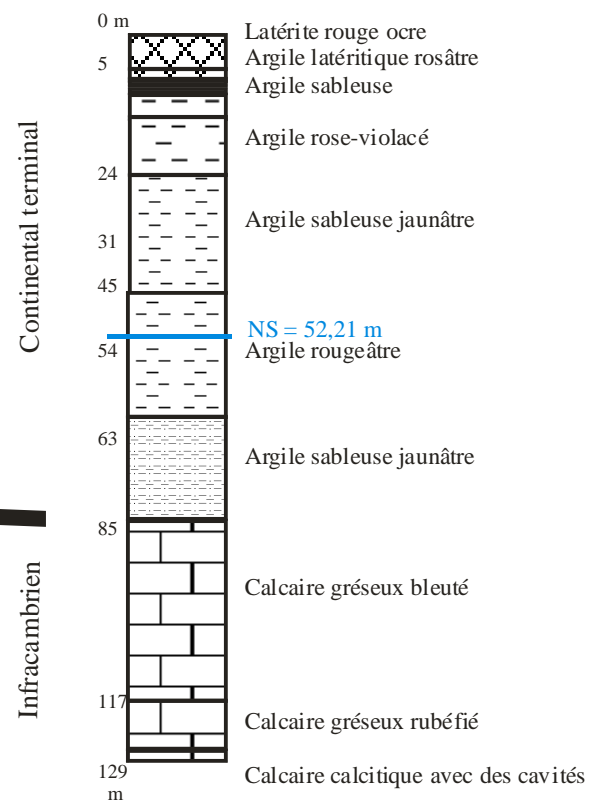 0 m
Latérite rouge ocre
5
Argile latéritique rosâtre
Argile sableuse
Argile rose-violacé
24
Argile sableuse jaunâtre
31
45
NS = 52,21 m
54
Argile rougeâtre
63
Argile sableuse jaunâtre
85
Calcaire gréseux bleuté
117
Calcaire gréseux rubéfié
129
m
Calcaire calcitique avec des cavités
Continental terminal
Infracambrien